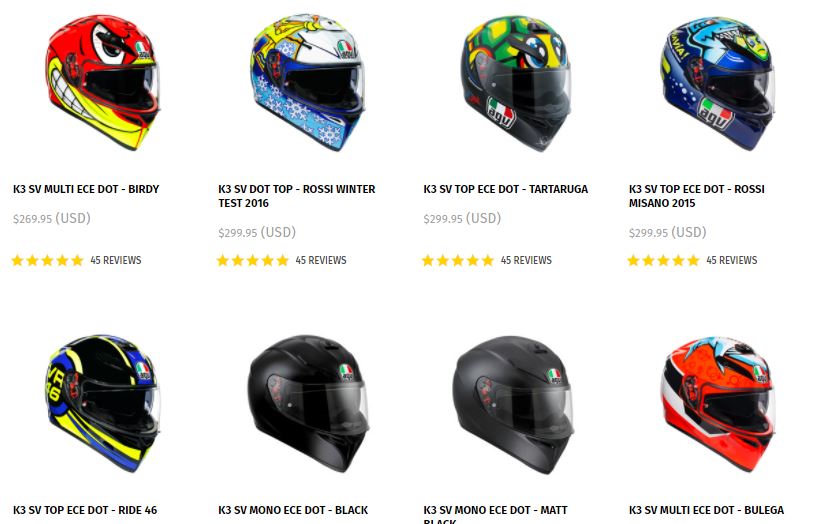 K3 SV MULTI ECE DOT - BIRDY
$269.95 (USD)
45 REVIEWS
K3 SV DOT TOP - ROSSI WINTER
TEST 2016
$299.95 (USD)
45 REVIEWS
K3 SV TOP ECE DOT - TARTARUGA
$299.95 (USD)
45 REVIEWS
K3 SV TOP ECE DOT - ROSSI
MISANO 2015
$299.95 (USD)
45 REVIEWS
agv
agv
K3 SV TOP ECE DOT - RIDE 46
K3 SV MONO ECE DOT - BLACK
K3 SV MONO ECE DOT - MATT
BLACK
K3 SV MULTI ECE DOT - BULEGA